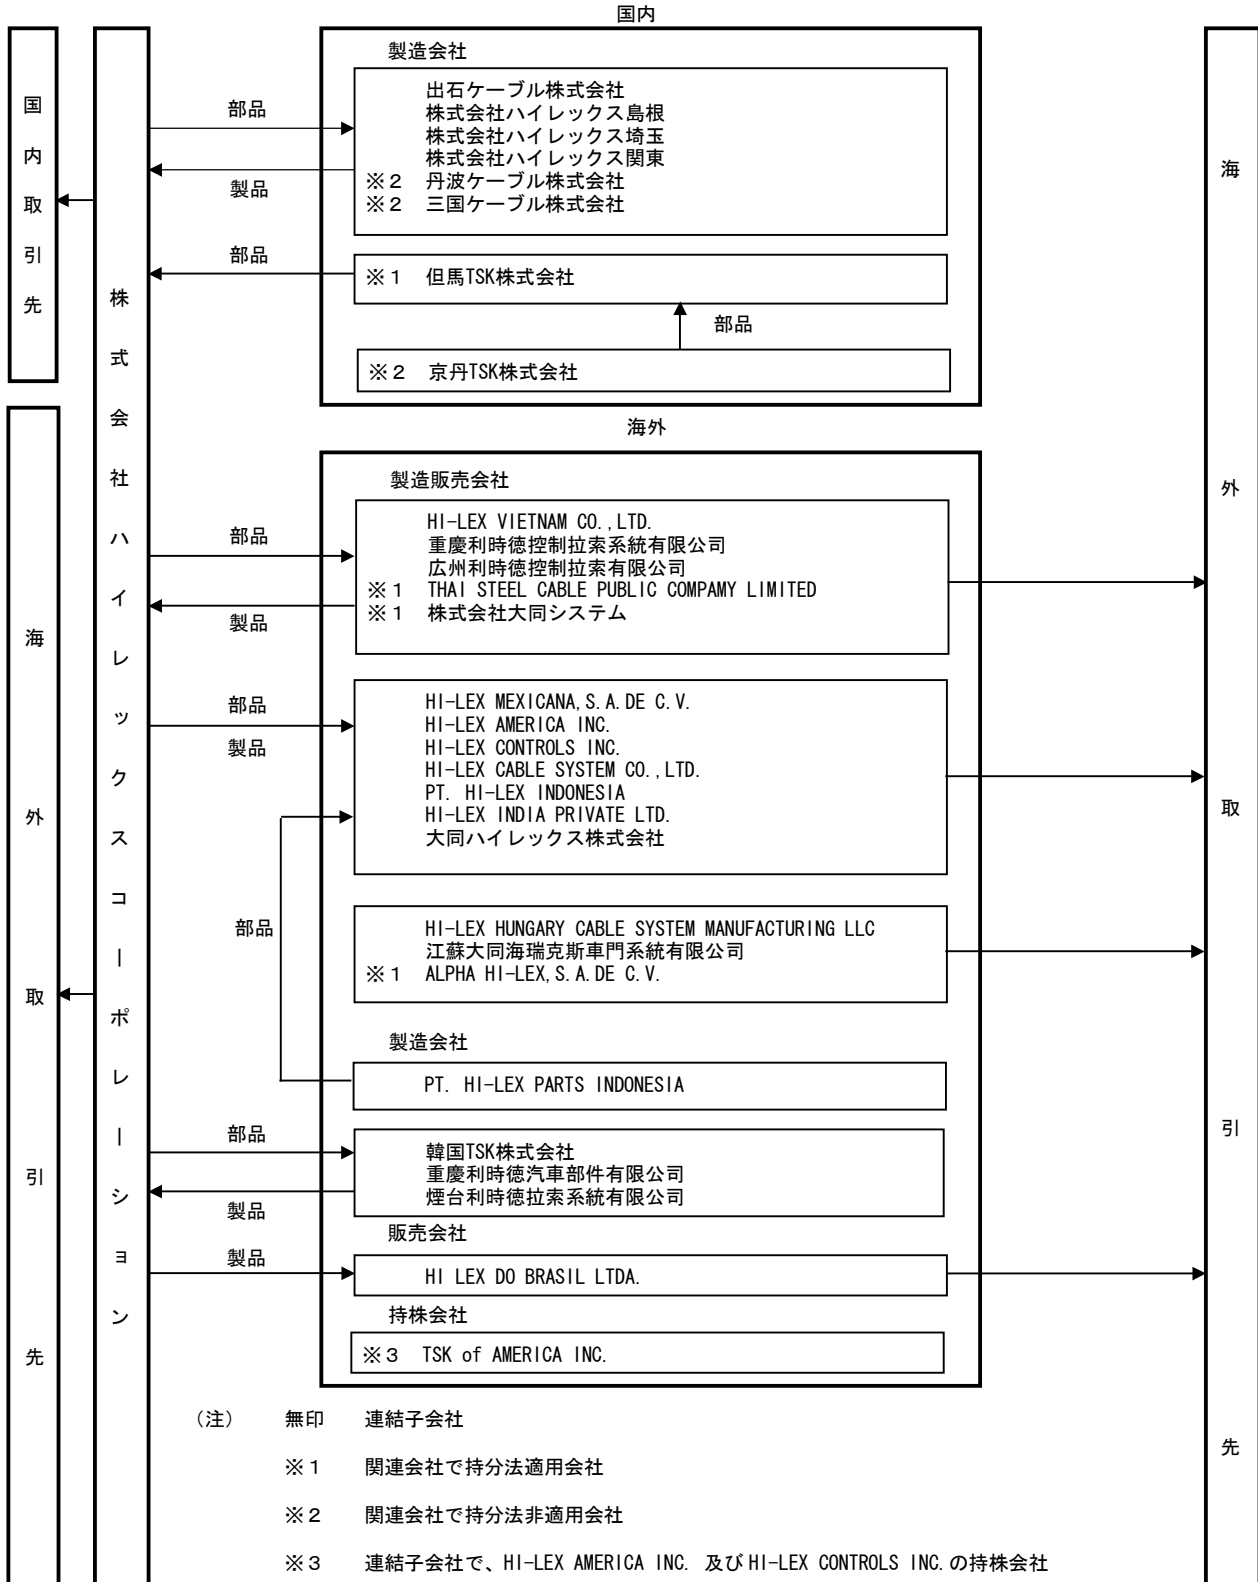 国内
国内取引先
株式会社ハイレックスコーポレーション
海外取引先
海外取引先
製造会社
出石ケーブル株式会社
株式会社ハイレックス島根
株式会社ハイレックス埼玉
株式会社ハイレックス関東
※2 丹波ケーブル株式会社
※2 三国ケーブル株式会社
部品
製品
部品
※1 但馬TSK株式会社
部品
※2 京丹TSK株式会社
海外
製造販売会社
HI-LEX VIETNAM CO.,LTD.
重慶利時徳控制拉索系統有限公司
広州利時徳控制拉索有限公司
※1 THAI STEEL CABLE PUBLIC COMPAMY LIMITED
※1 株式会社大同システム
部品
製品
HI-LEX MEXICANA,S.A.DE C.V.
HI-LEX AMERICA INC.
HI-LEX CONTROLS INC.
HI-LEX CABLE SYSTEM CO.,LTD.
PT. HI-LEX INDONESIA
HI-LEX INDIA PRIVATE LTD.
大同ハイレックス株式会社
部品
製品
部品
HI-LEX HUNGARY CABLE SYSTEM MANUFACTURING LLC
江蘇大同海瑞克斯車門系統有限公司
※1 ALPHA HI-LEX,S.A.DE C.V.
製造会社
PT. HI-LEX PARTS INDONESIA
部品
製品
韓国TSK株式会社
重慶利時徳汽車部件有限公司
煙台利時徳拉索系統有限公司
販売会社
製品
HI LEX DO BRASIL LTDA.
持株会社
※3 TSK of AMERICA INC.
(注) 無印 連結子会社
※1 関連会社で持分法適用会社
※2 関連会社で持分法非適用会社
※3 連結子会社で、HI-LEX AMERICA INC. 及びHI-LEX CONTROLS INC.の持株会社